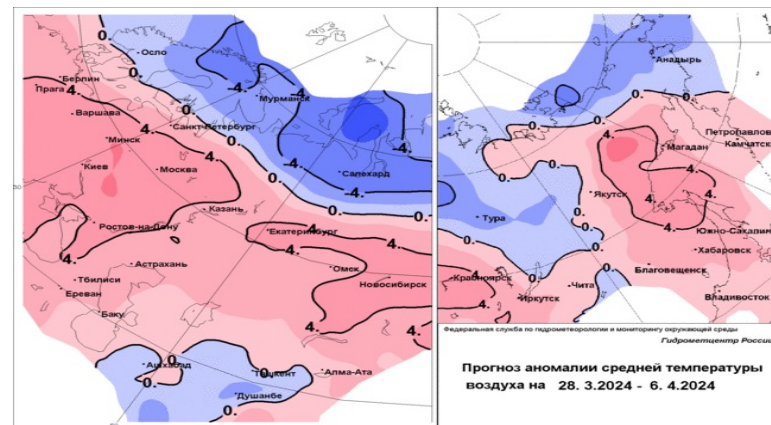 Осло
Мурманск
Берлин
Прага
Варшава
Санкт-Петербург
Минск
Салехард
Киев
Москва
Казань
Екатеринбург
Ростов-на-Дону
Омск
Астрахань
Новосибирск
Тбилиси
Ереван
Баку
Ашхабад
Ташкент
Алма-Ата
Душанбе
Анадырь
Петропавло
Камчатс
Магадан
Якутск
Тура
Южно-Сахали
Хабаровск
Благовещенск
Красноярск
Чита
Иркутск
Владивосток
Федеральная служба по гидрометеорологии и мониторингу окружающей среды
Гидрометцентр России
Прогноз аномалии средней температуры
воздуха на 28. 3.2024 - 6. 4.2024